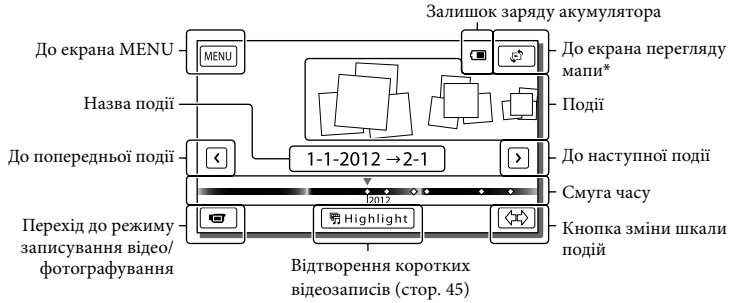 Залишок заряду акумулятора
До екрана MENU
MENU
До екрана перегляду
мапи*
Назва події
Події
До попередньої події
1-1-2012 →2-1
До наступної події
2012
Смуга часу
Перехід до режиму
записування відео/
фотографування
Highlight
Кнопка зміни шкали
подій
Відтворення коротких
відеозаписів (стор. 45)